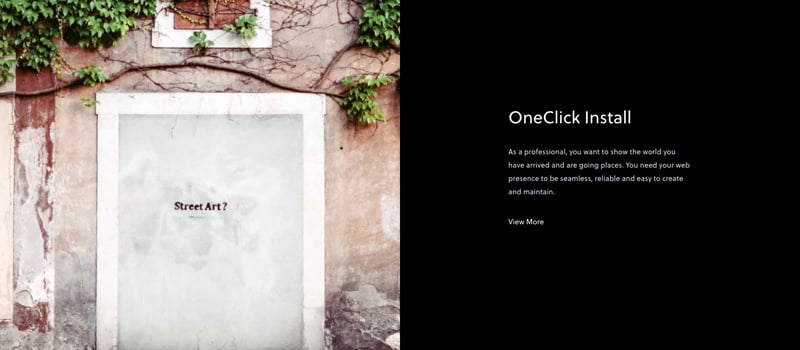 Street Art?
OneClick Install
As a professional, you want to show the world you
have arrived and are going places. You need your web
presence to be seamless, reliable and easy to create
and maintain.
View More